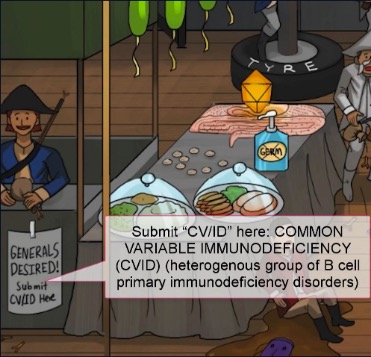 TYRE
GERM
Submit "CV/ID" here: COMMON
VARIABLE IMMUNODEFICIENCY
(CVID) (heterogenous group of B cell
primary immunodeficiency disorders)
GENERALS
DESIRED!
Submit
CV/ID Here